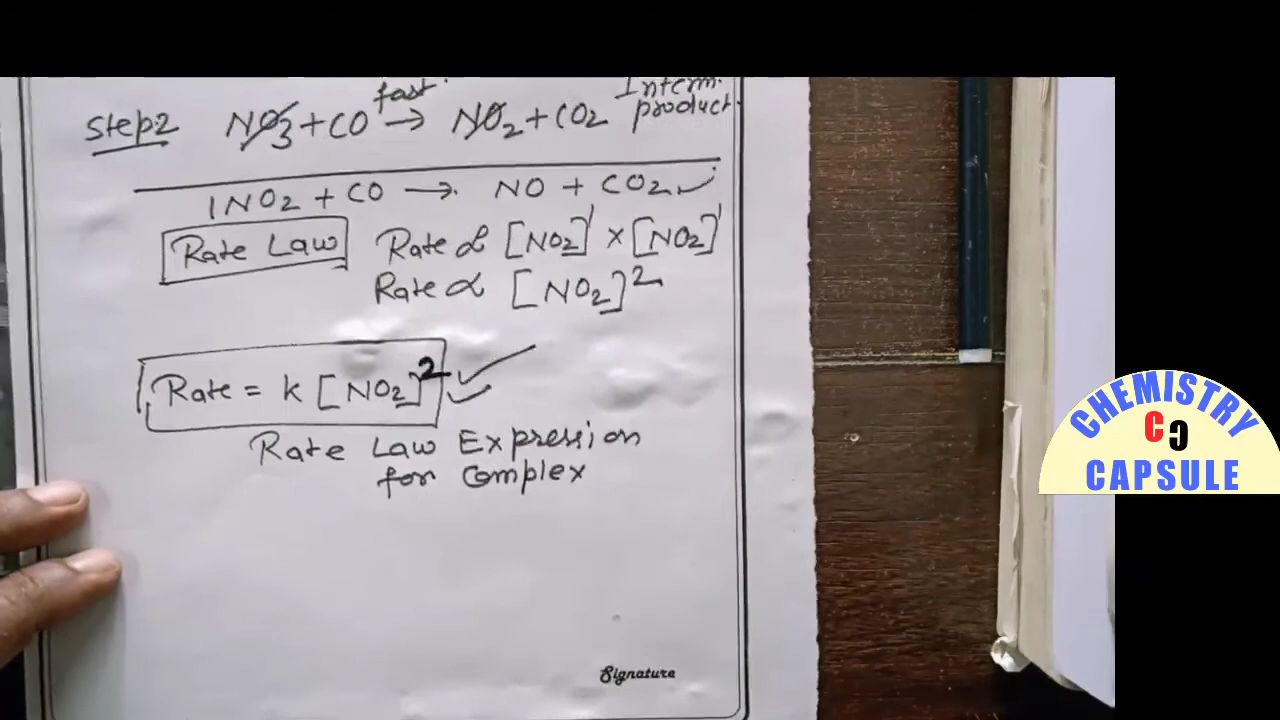 fast.
Interm.
Step2 NO3 + CO → NO2 + CO2 product.
1NO2 + CO → NO + CO2
Rate Law Rate ∝ [NO2]¹ × [NO2]¹
Rate ∝ [NO2]²
Rate = k [NO2]²
Rate Law Expression
for Complex
Signature
CHEMISTRY
CC
CAPSULE